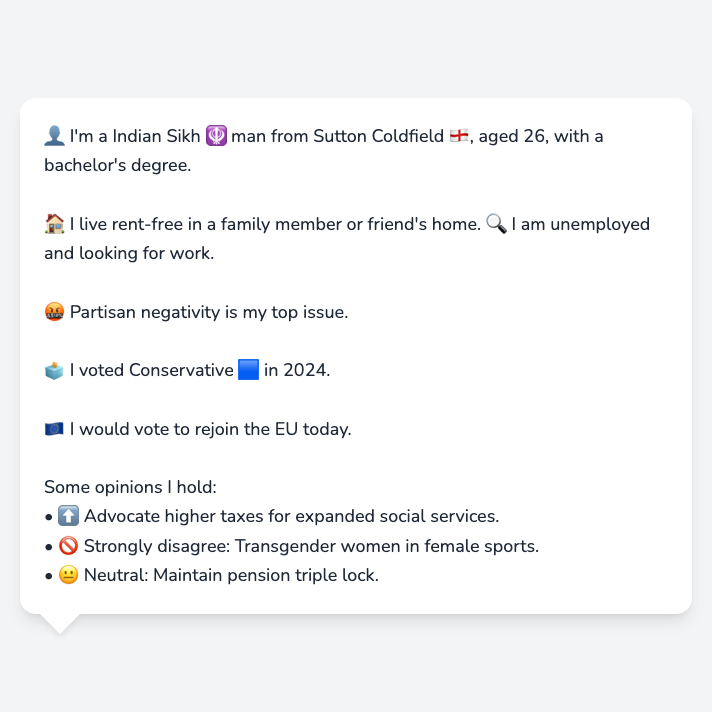 👤 I'm a Indian Sikh 🪯 man from Sutton Coldfield 🏴󠁧󠁢󠁥󠁮󠁧󠁿, aged 26, with a
bachelor's degree.
🏠 I live rent-free in a family member or friend's home. 🔍 I am unemployed
and looking for work.
🤬 Partisan negativity is my top issue.
🗳️ I voted Conservative 🟦 in 2024.
🇪🇺 I would vote to rejoin the EU today.
Some opinions I hold:
• ⬆️ Advocate higher taxes for expanded social services.
• 🚫 Strongly disagree: Transgender women in female sports.
• 😐 Neutral: Maintain pension triple lock.